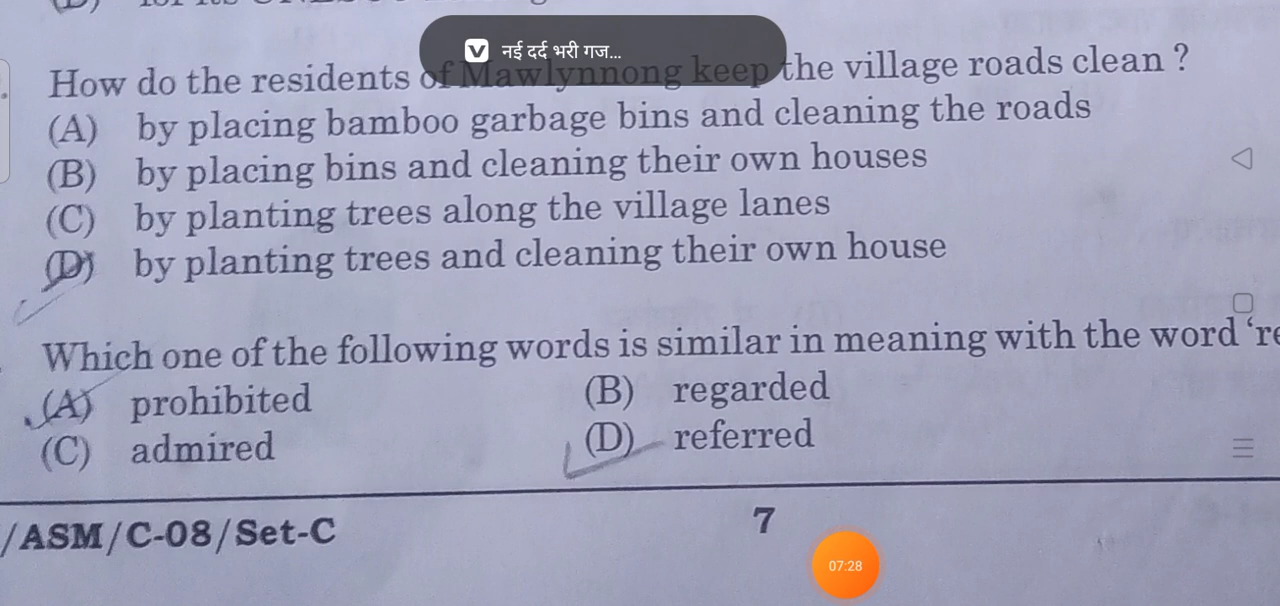 नई दर्द भरी गज...
How do the residents of Mawlynnong keep the village roads clean ?
(A) by placing bamboo garbage bins and cleaning the roads
(B) by placing bins and cleaning their own houses
(C) by planting trees along the village lanes
(D) by planting trees and cleaning their own house
Which one of the following words is similar in meaning with the word ‘re
(A) prohibited (B) regarded
(C) admired (D) referred
/ASM/C-08/Set-C 7
07:28